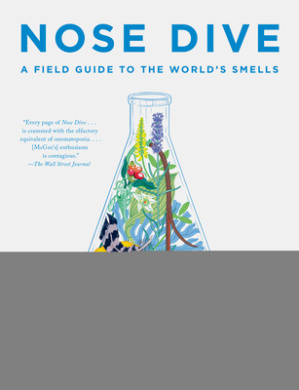 NOSE DIVE
A FIELD GUIDE TO THE WORLD'S SMELLS
"Every page of Nose Dive . . .
is crammed with the olfactory
equivalent of onomatopoeia. . . .
[McGee's] enthusiasm
is contagious."
—The Wall Street Journal